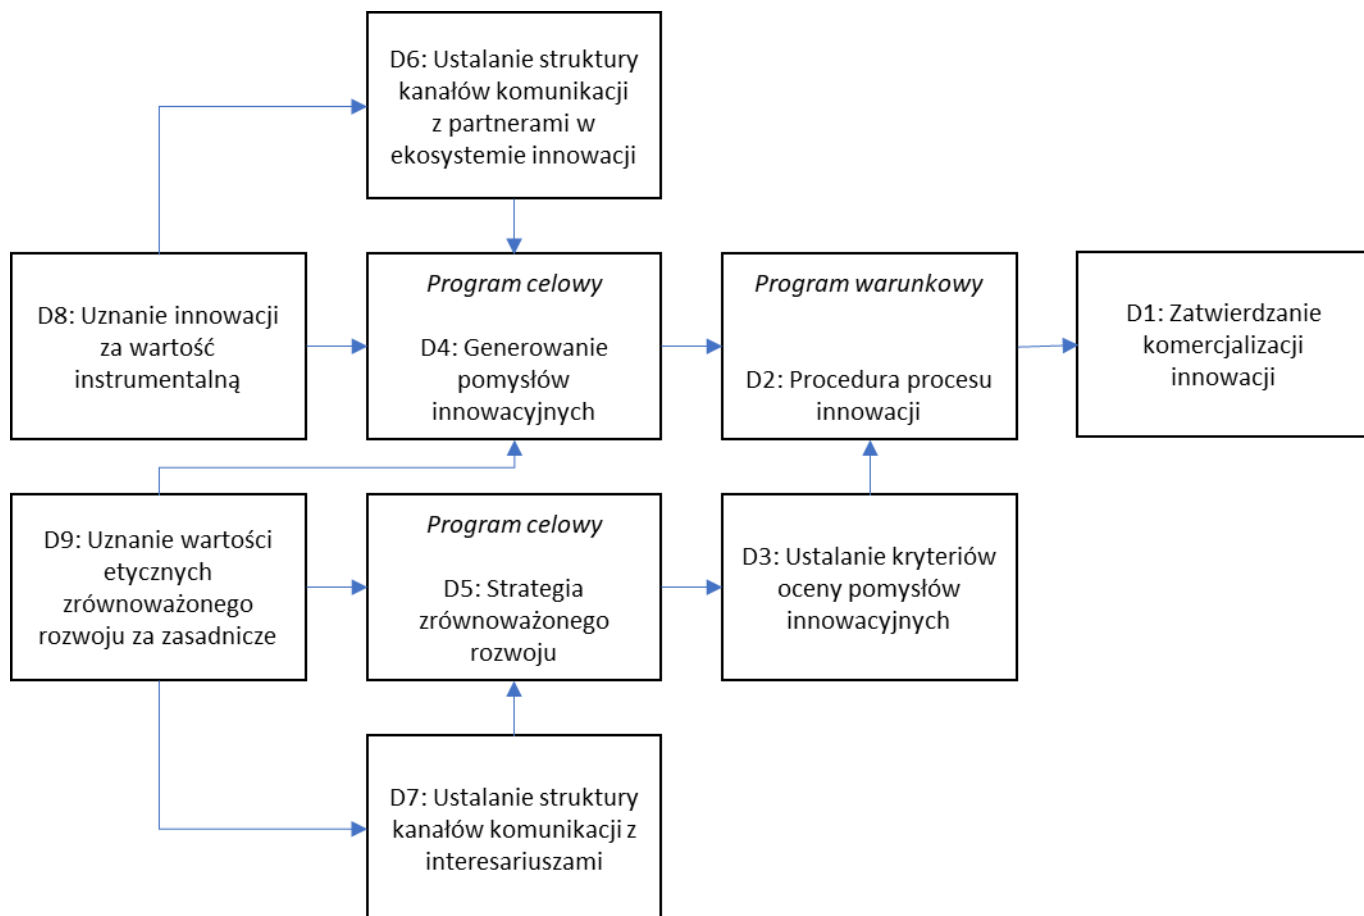 D6: Ustalanie struktury
kanałów komunikacji
z partnerami w
ekosystemie innowacji
D8: Uznanie innowacji
za wartość
instrumentalną
Program celowy
D4: Generowanie
pomysłów
innowacyjnych
Program warunkowy
D2: Procedura procesu
innowacji
D1: Zatwierdzanie
komercjalizacji
innowacji
D9: Uznanie wartości
etycznych
zrównoważonego
rozwoju za zasadnicze
Program celowy
D5: Strategia
zrównoważonego
rozwoju
D3: Ustalanie kryteriów
oceny pomysłów
innowacyjnych
D7: Ustalanie struktury
kanałów komunikacji z
interesariuszami